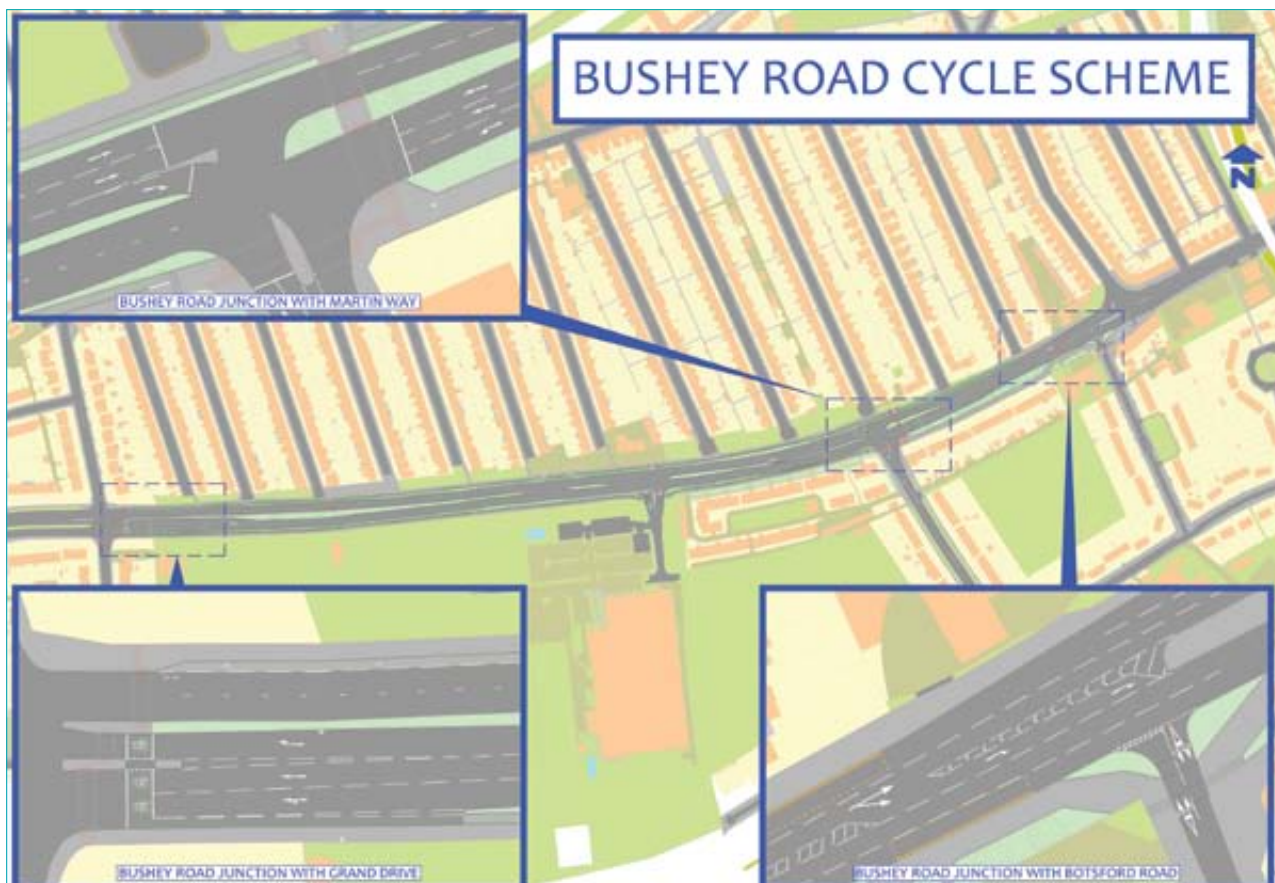 BUSHEY ROAD CYCLE SCHEME
N
BUSHEY ROAD JUNCTION WITH MARTIN WAY
BUSHEY ROAD JUNCTION WITH GRAND DRIVE
BUSHEY ROAD JUNCTION WITH BOTSFORD ROAD